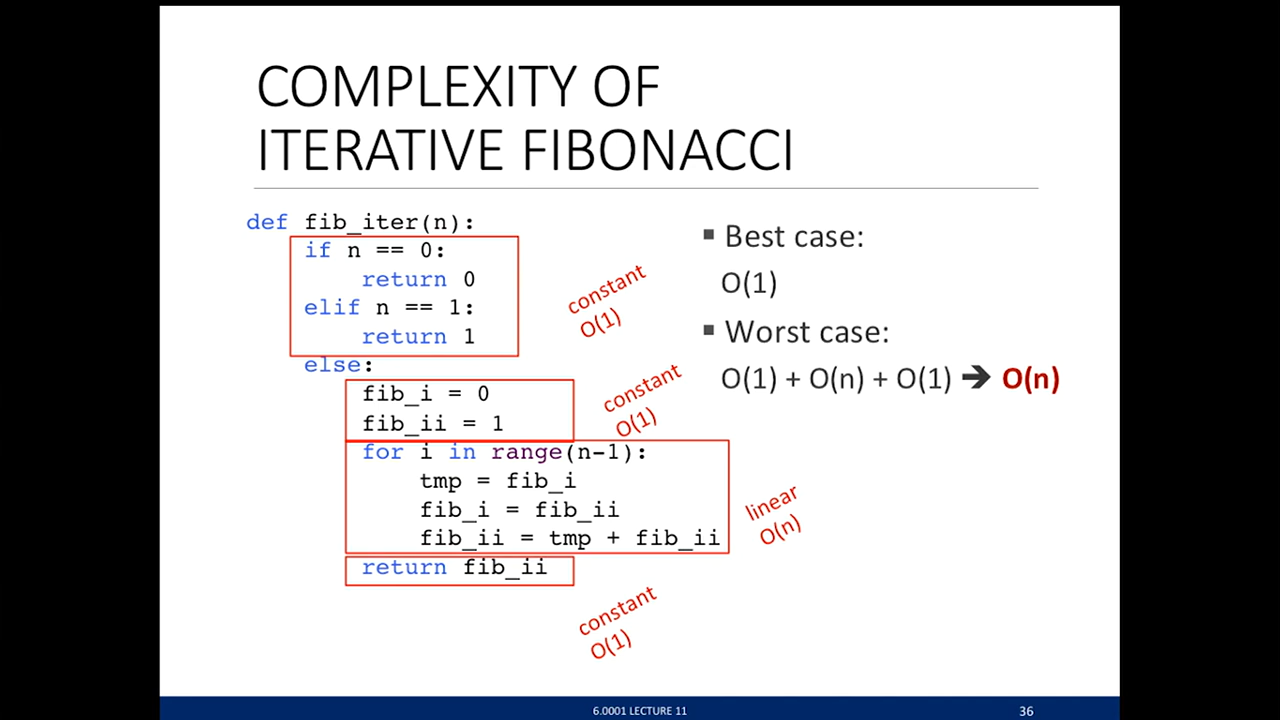 COMPLEXITY OF
ITERATIVE FIBONACCI
def fib_iter(n):
    if n == 0:
        return 0
    elif n == 1:
        return 1
    else:
        fib_i = 0
        fib_ii = 1
        for i in range(n-1):
            tmp = fib_i
            fib_i = fib_ii
            fib_ii = tmp + fib_ii
        return fib_ii
constant
O(1)
constant
O(1)
linear
O(n)
constant
O(1)
▪ Best case:
O(1)
▪ Worst case:
O(1) + O(n) + O(1) ➔ O(n)
6.0001 LECTURE 11
36